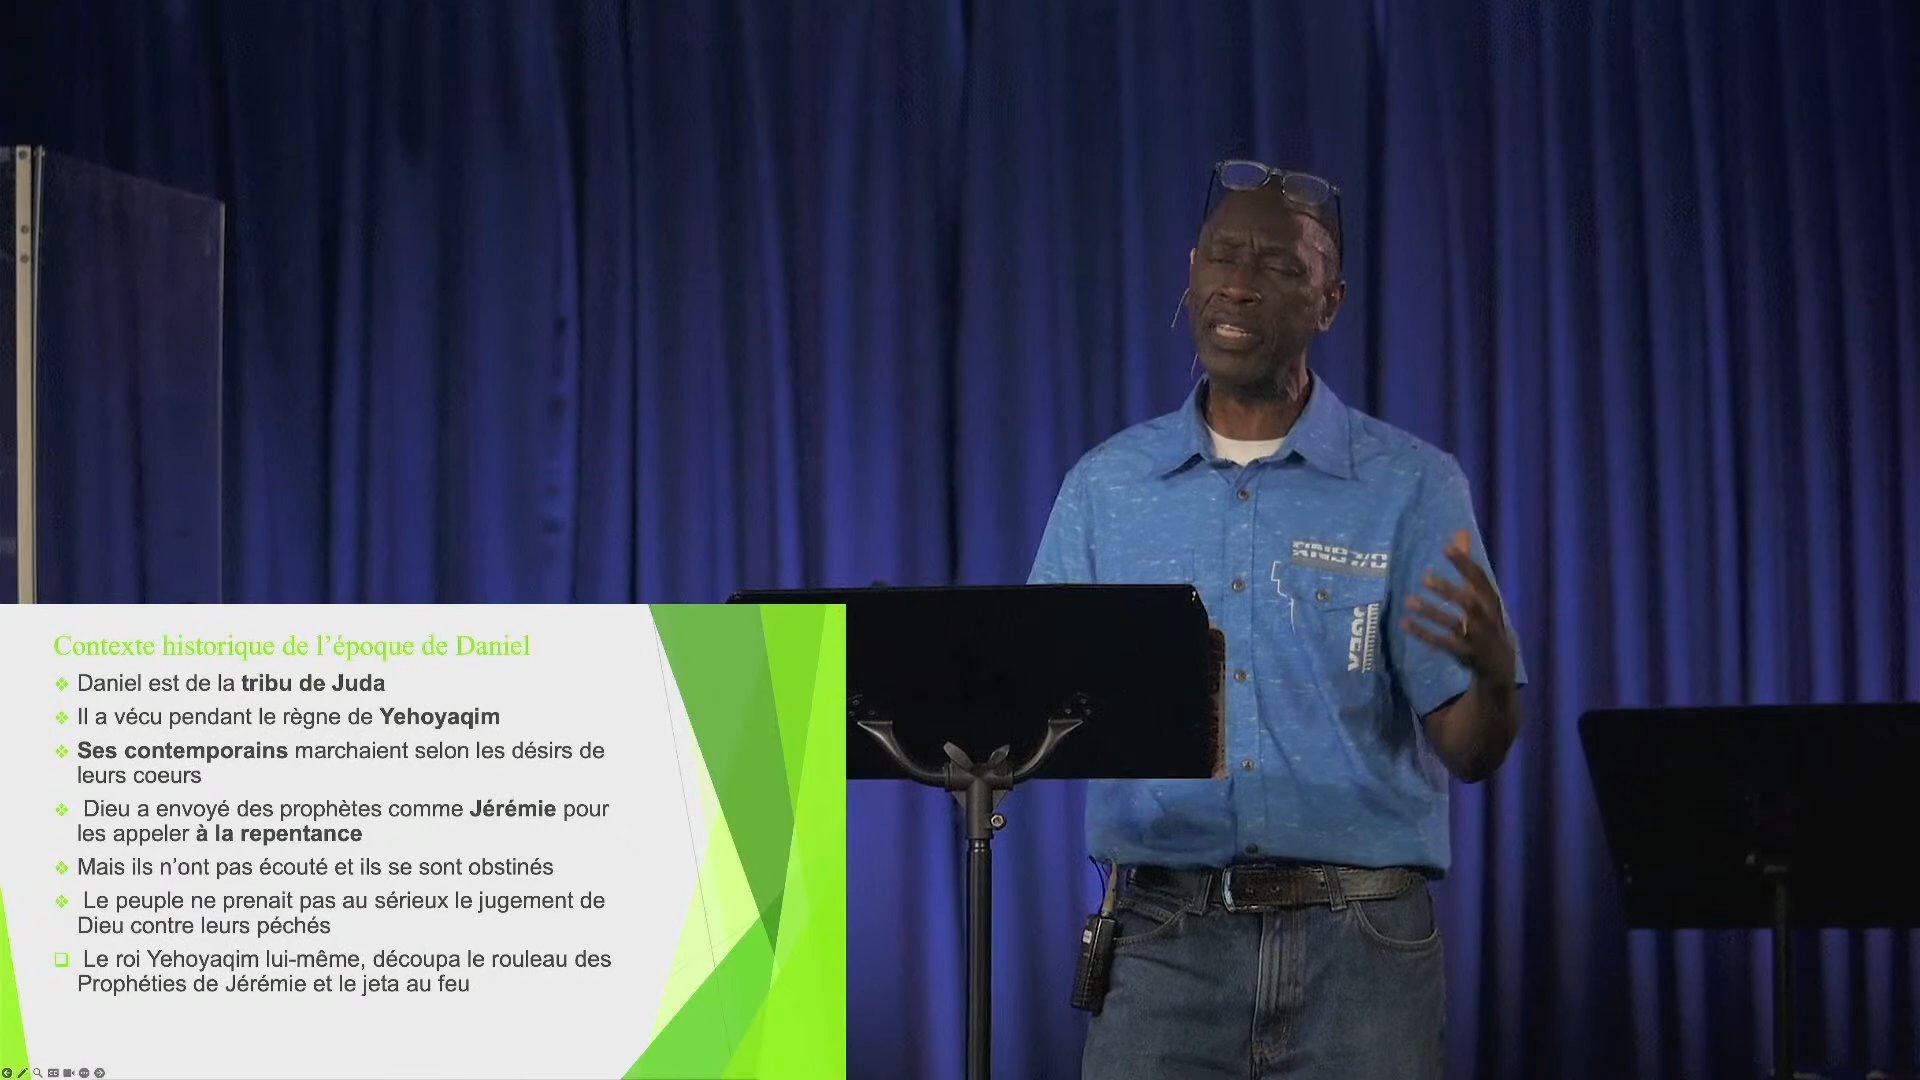 Contexte historique de l’époque de Daniel
Daniel est de la tribu de Juda
Il a vécu pendant le règne de Yehoyaqim
Ses contemporains marchaient selon les désirs de
leurs coeurs
Dieu a envoyé des prophètes comme Jérémie pour
les appeler à la repentance
Mais ils n’ont pas écouté et ils se sont obstinés
Le peuple ne prenait pas au sérieux le jugement de
Dieu contre leurs péchés
Le roi Yehoyaqim lui-même, découpa le rouleau des
Prophéties de Jérémie et le jeta au feu